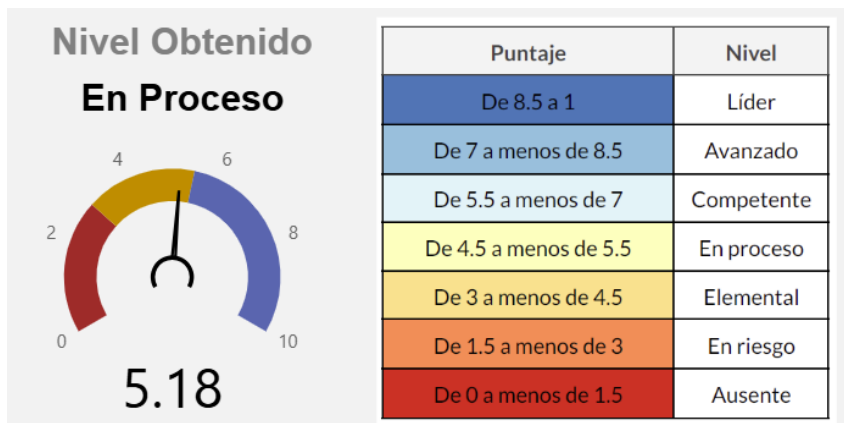 Nivel Obtenido
En Proceso
4
6
2
8
0
10
5.18
Puntaje Nivel
De 8.5 a 1 Líder
De 7 a menos de 8.5 Avanzado
De 5.5 a menos de 7 Competente
De 4.5 a menos de 5.5 En proceso
De 3 a menos de 4.5 Elemental
De 1.5 a menos de 3 En riesgo
De 0 a menos de 1.5 Ausente